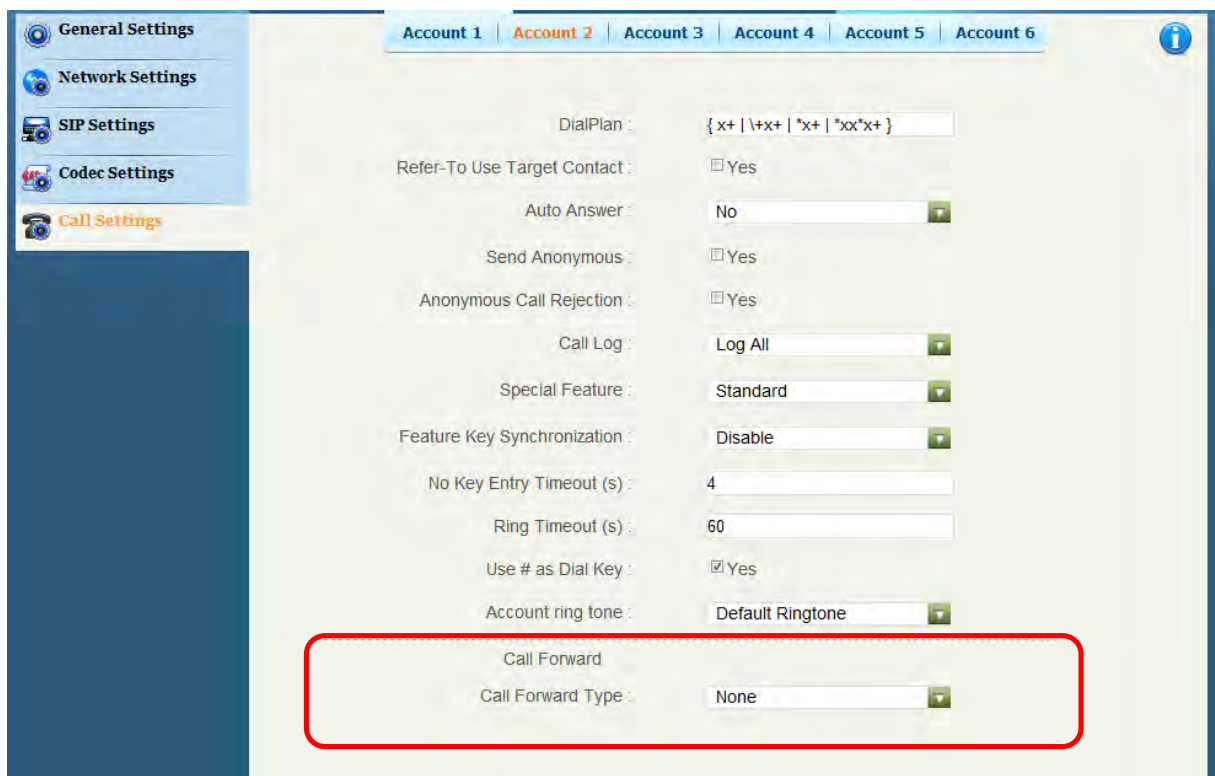 General Settings
Network Settings
SIP Settings
Codec Settings
Call Settings
Account 1 | Account 2 | Account 3 | Account 4 | Account 5 | Account 6
DialPlan : { x+ | \+x+ | *x+ | *xx*x+ }
Refer-To Use Target Contact : Yes
Auto Answer : No
Send Anonymous : Yes
Anonymous Call Rejection : Yes
Call Log : Log All
Special Feature : Standard
Feature Key Synchronization : Disable
No Key Entry Timeout (s) : 4
Ring Timeout (s) : 60
Use # as Dial Key : Yes
Account ring tone : Default Ringtone
Call Forward
Call Forward Type : None